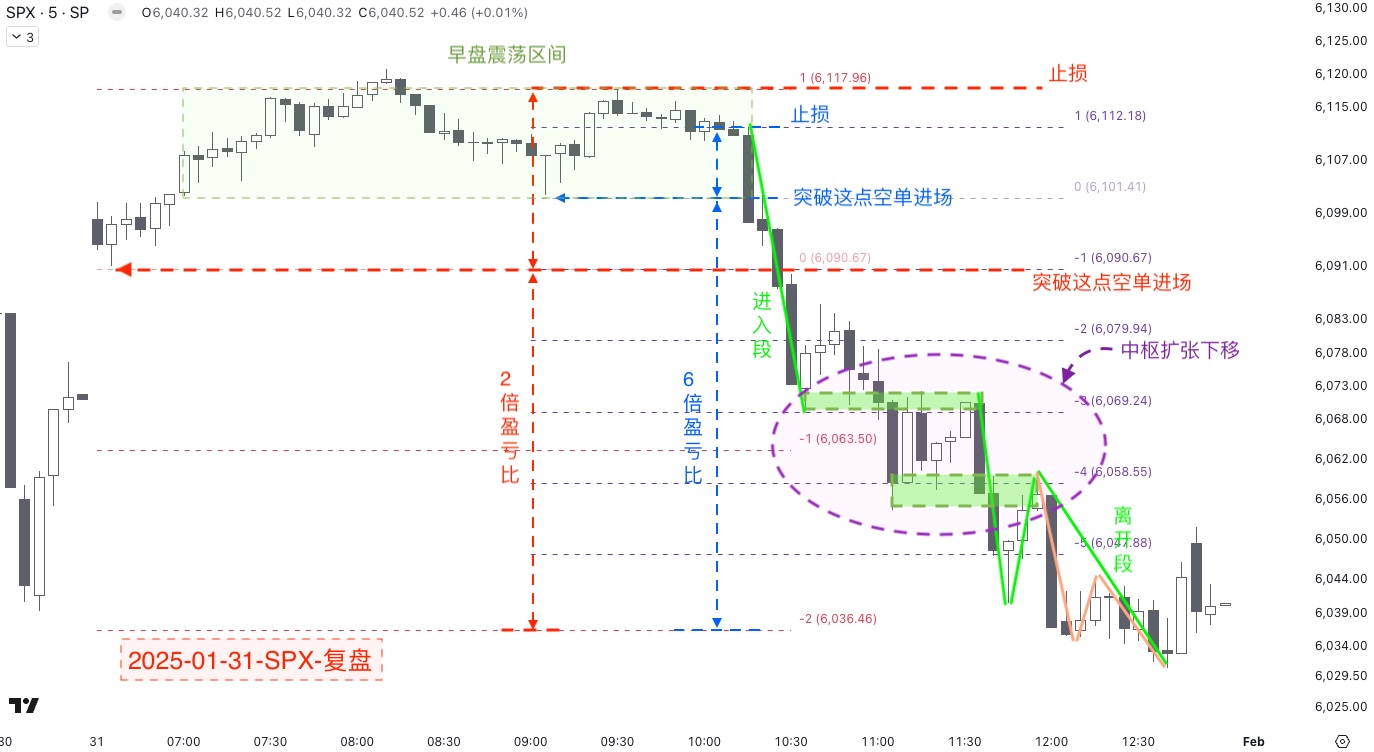 SPX · 5 · SP O6,040.32 H6,040.52 L6,040.32 C6,040.52 +0.46 (+0.01%)
3
早盘震荡区间
止损
1 (6,117.96)
止损
1 (6,112.18)
0 (6,101.41)
突破这点空单进场
0 (6,090.67)
-1 (6,090.67)
突破这点空单进场
进入段
-2 (6,079.94)
中枢扩张下移
2倍盈亏比
6倍盈亏比
-3 (6,069.24)
-1 (6,063.50)
-4 (6,058.55)
离开段
-5 (6,047.88)
-2 (6,036.46)
2025-01-31-SPX-复盘
6,130.00
6,125.00
6,120.00
6,115.00
6,107.00
6,099.00
6,091.00
6,083.00
6,078.00
6,073.00
6,068.00
6,062.00
6,056.00
6,050.00
6,044.00
6,039.00
6,034.00
6,029.50
6,025.00
30 31 07:00 07:30 08:00 08:30 09:00 09:30 10:00 10:30 11:00 11:30 12:00 12:30 Feb